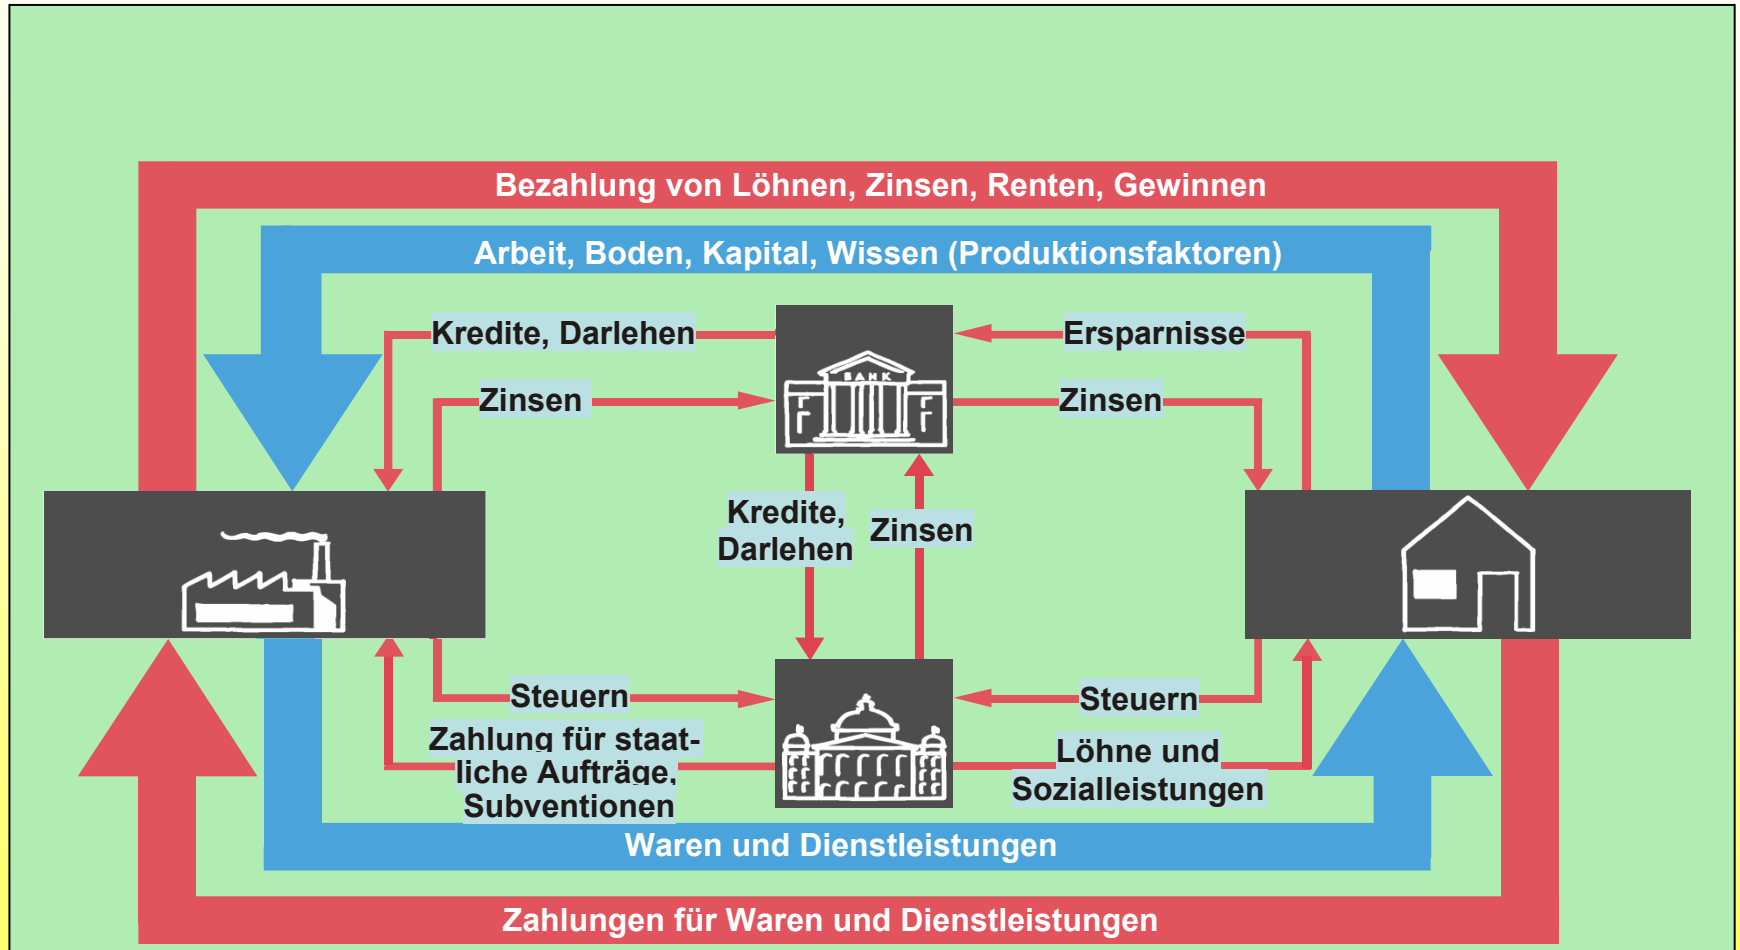 Bezahlung von Löhnen, Zinsen, Renten, Gewinnen
Arbeit, Boden, Kapital, Wissen (Produktionsfaktoren)
Kredite, Darlehen
Ersparnisse
BANK
Zinsen
Zinsen
Kredite,
Darlehen
Zinsen
Steuern
Steuern
Zahlung für staat-
liche Aufträge,
Subventionen
Löhne und
Sozialleistungen
Waren und Dienstleistungen
Zahlungen für Waren und Dienstleistungen